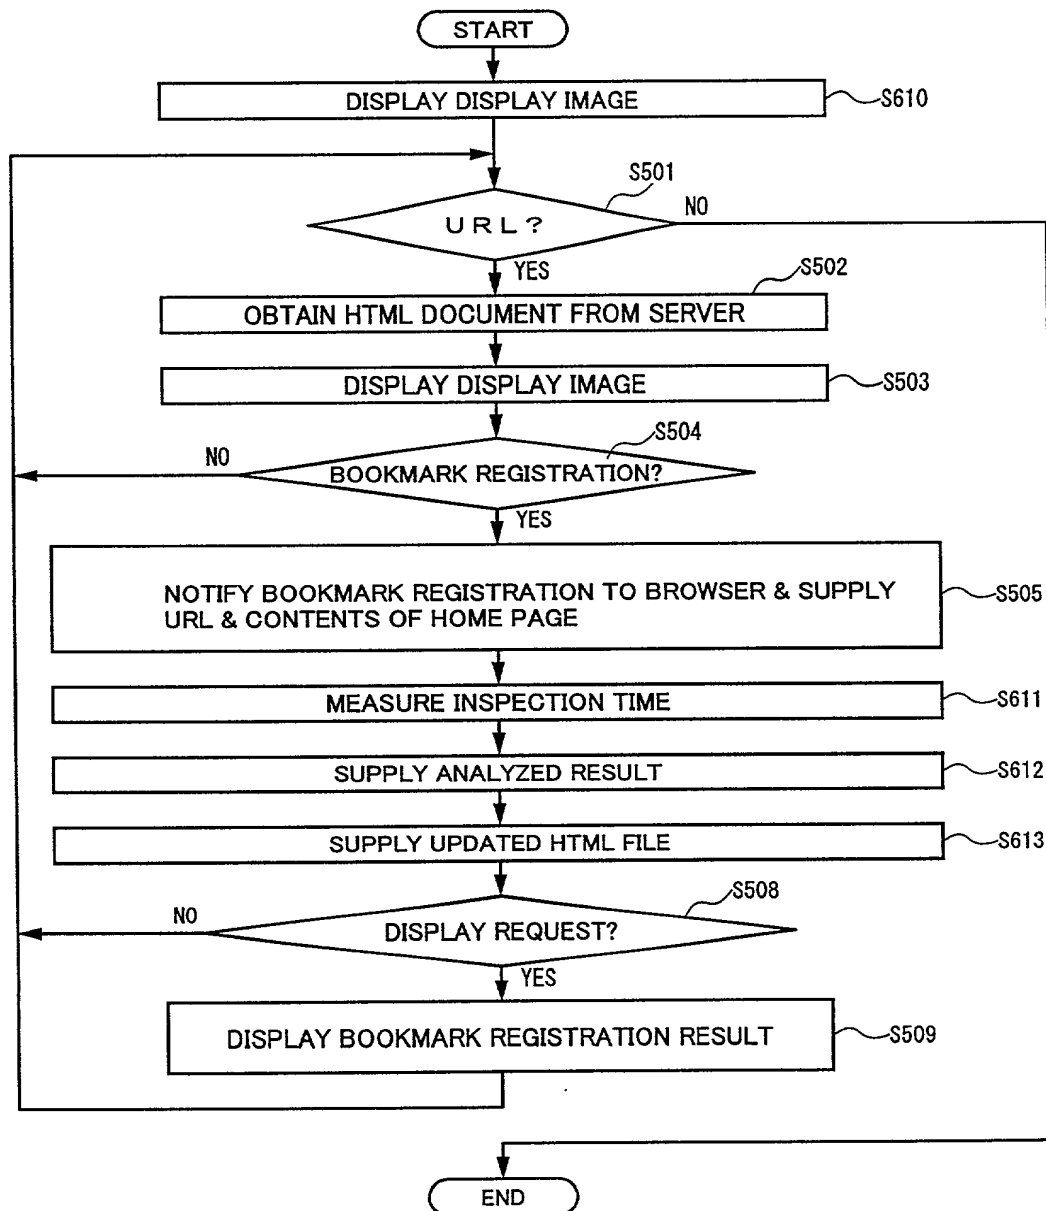 START
DISPLAY DISPLAY IMAGE
S610
S501
URL?
NO
YES
S502
OBTAIN HTML DOCUMENT FROM SERVER
DISPLAY DISPLAY IMAGE
S503
S504
NO
BOOKMARK REGISTRATION?
YES
NOTIFY BOOKMARK REGISTRATION TO BROWSER & SUPPLY
URL & CONTENTS OF HOME PAGE
S505
MEASURE INSPECTION TIME
S611
SUPPLY ANALYZED RESULT
S612
SUPPLY UPDATED HTML FILE
S613
S508
NO
DISPLAY REQUEST?
YES
DISPLAY BOOKMARK REGISTRATION RESULT
S509
END